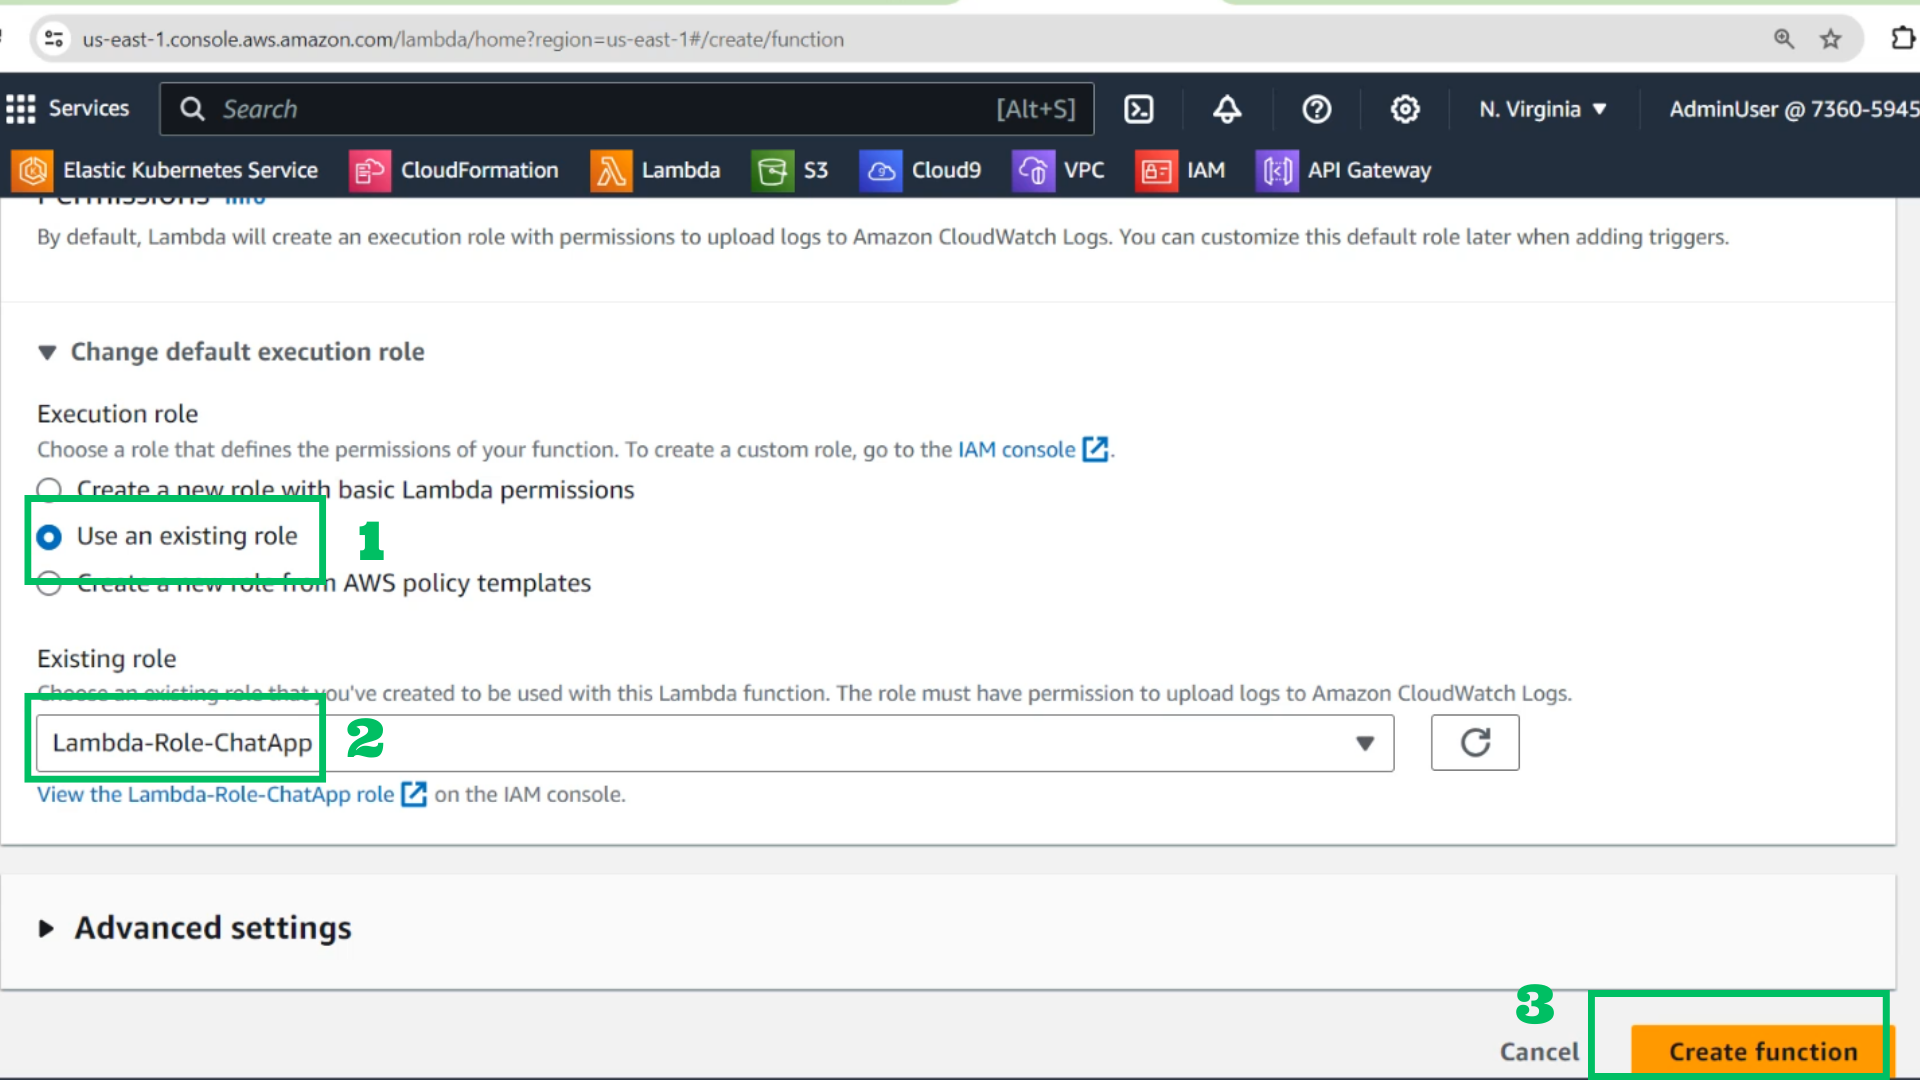 us-east-1.console.aws.amazon.com/lambda/home?region=us-east-1#/create/function
Services
Search [Alt+S]
N. Virginia ▼
AdminUser @ 7360-5945
Elastic Kubernetes Service CloudFormation Lambda S3 Cloud9 VPC IAM API Gateway
Permissions Info
By default, Lambda will create an execution role with permissions to upload logs to Amazon CloudWatch Logs. You can customize this default role later when adding triggers.
▼ Change default execution role
Execution role
Choose a role that defines the permissions of your function. To create a custom role, go to the IAM console.
Create a new role with basic Lambda permissions
Use an existing role 1
Create a new role from AWS policy templates
Existing role
Choose an existing role that you've created to be used with this Lambda function. The role must have permission to upload logs to Amazon CloudWatch Logs.
Lambda-Role-ChatApp 2
View the Lambda-Role-ChatApp role on the IAM console.
Advanced settings
3
Cancel Create function